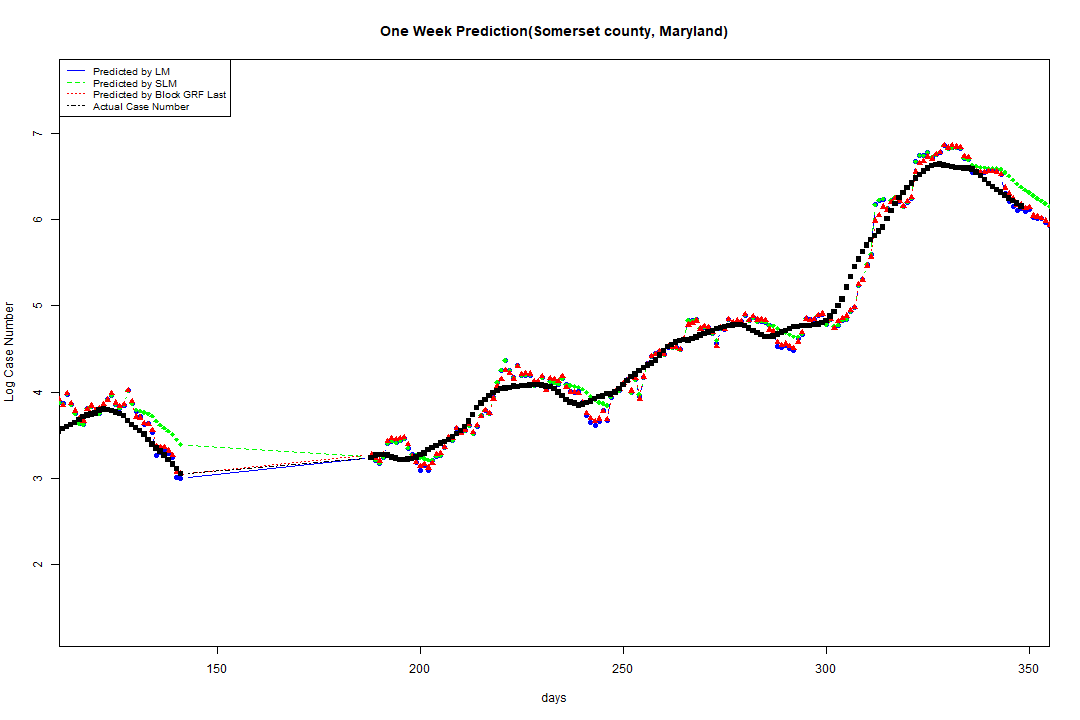 One Week Prediction(Somerset county, Maryland)
Predicted by LM
Predicted by SLM
Predicted by Block GRF Last
Actual Case Number
7
6
5
4
3
2
Log Case Number
150 200 250 300 350
days